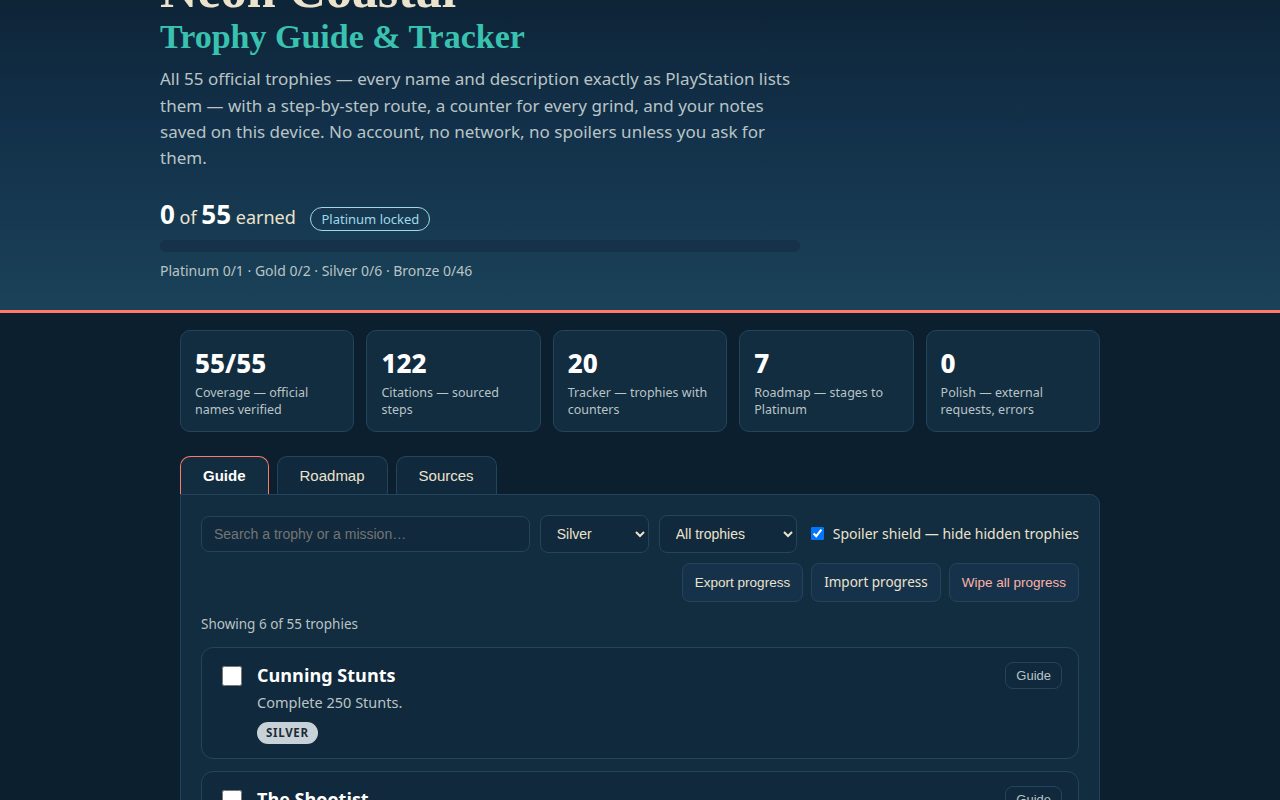 Neon Coastal
Trophy Guide & Tracker
All 55 official trophies — every name and description exactly as PlayStation lists
them — with a step-by-step route, a counter for every grind, and your notes
saved on this device. No account, no network, no spoilers unless you ask for
them.
0 of 55 earned Platinum locked
Platinum 0/1 · Gold 0/2 · Silver 0/6 · Bronze 0/46
55/55
Coverage — official
names verified
122
Citations — sourced
steps
20
Tracker — trophies with
counters
7
Roadmap — stages to
Platinum
0
Polish — external
requests, errors
Guide Roadmap Sources
Search a trophy or a mission… Silver All trophies Spoiler shield — hide hidden trophies
Export progress Import progress Wipe all progress
Showing 6 of 55 trophies
Cunning Stunts Guide
Complete 250 Stunts.
SILVER
The Shootist Guide